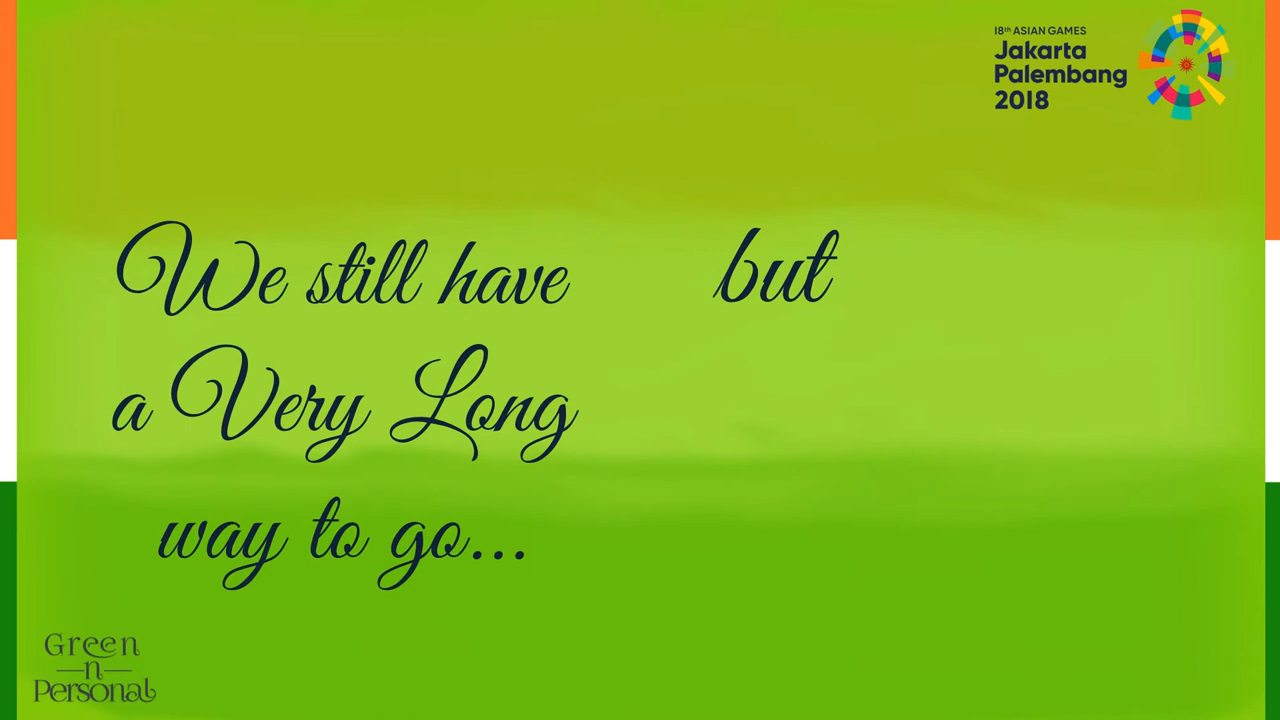 18th ASIAN GAMES
Jakarta
Palembang
2018
We still have
a Very Long
way to go...
but
Green
n
Personal